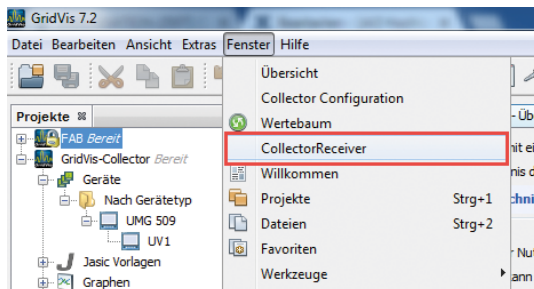 GridVis 7.2
Datei Bearbeiten Ansicht Extras Fenster Hilfe
Projekte
FAB Bereit
GridVis-Collector Bereit
Geräte
Nach Gerätetyp
UMG 509
UV1
Jasic Vorlagen
Graphen
Übersicht
Collector Configuration
Wertebaum
CollectorReceiver
Willkommen
Projekte Strg+1
Dateien Strg+2
Favoriten
Werkzeuge